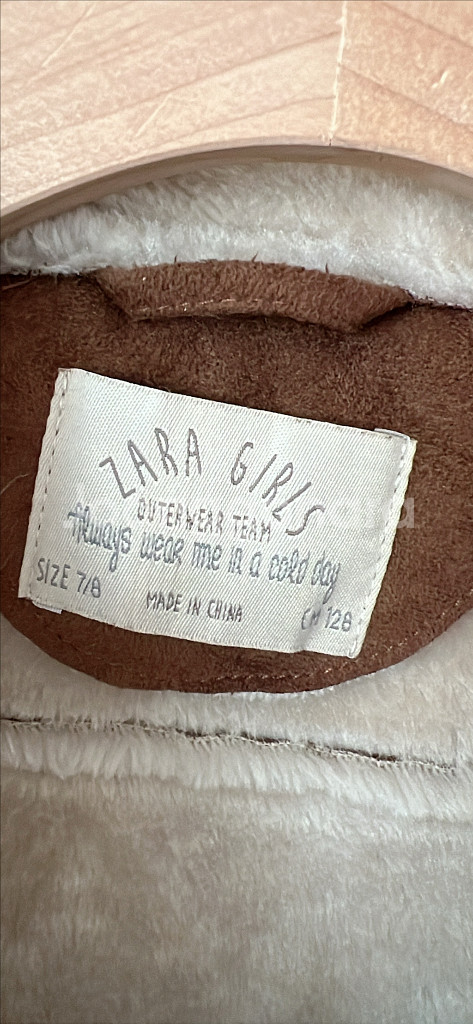 ZARA GIRLS
OUTERWEAR TEAM
Always wear me in a cold day
SIZE 7/8
MADE IN CHINA
CM 128